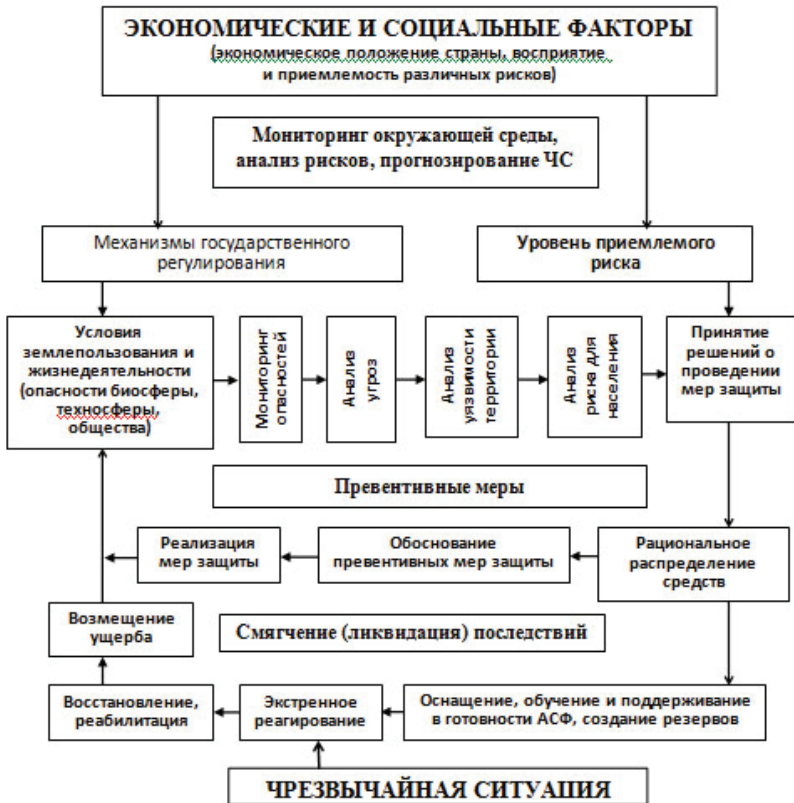 ЭКОНОМИЧЕСКИЕ И СОЦИАЛЬНЫЕ ФАКТОРЫ
(экономическое положение страны, восприятие
и приемлемость различных рисков)
Мониторинг окружающей среды,
анализ рисков, прогнозирование ЧС
Механизмы государственного
регулирования
Уровень приемлемого
риска
Условия
землепользования и
жизнедеятельности
(опасности биосферы,
техносферы,
общества)
Мониторинг
опасностей
Анализ
угроз
Анализ
уязвимости
территории
Анализ
риска для
населения
Принятие
решений о
проведении
мер защиты
Превентивные меры
Реализация
мер защиты
Обоснование
превентивных мер защиты
Рациональное
распределение
средств
Возмещение
ущерба
Смягчение (ликвидация) последствий
Восстановление,
реабилитация
Экстренное
реагирование
Оснащение, обучение и поддерживание
в готовности АСФ, создание резервов
ЧРЕЗВЫЧАЙНАЯ СИТУАЦИЯ